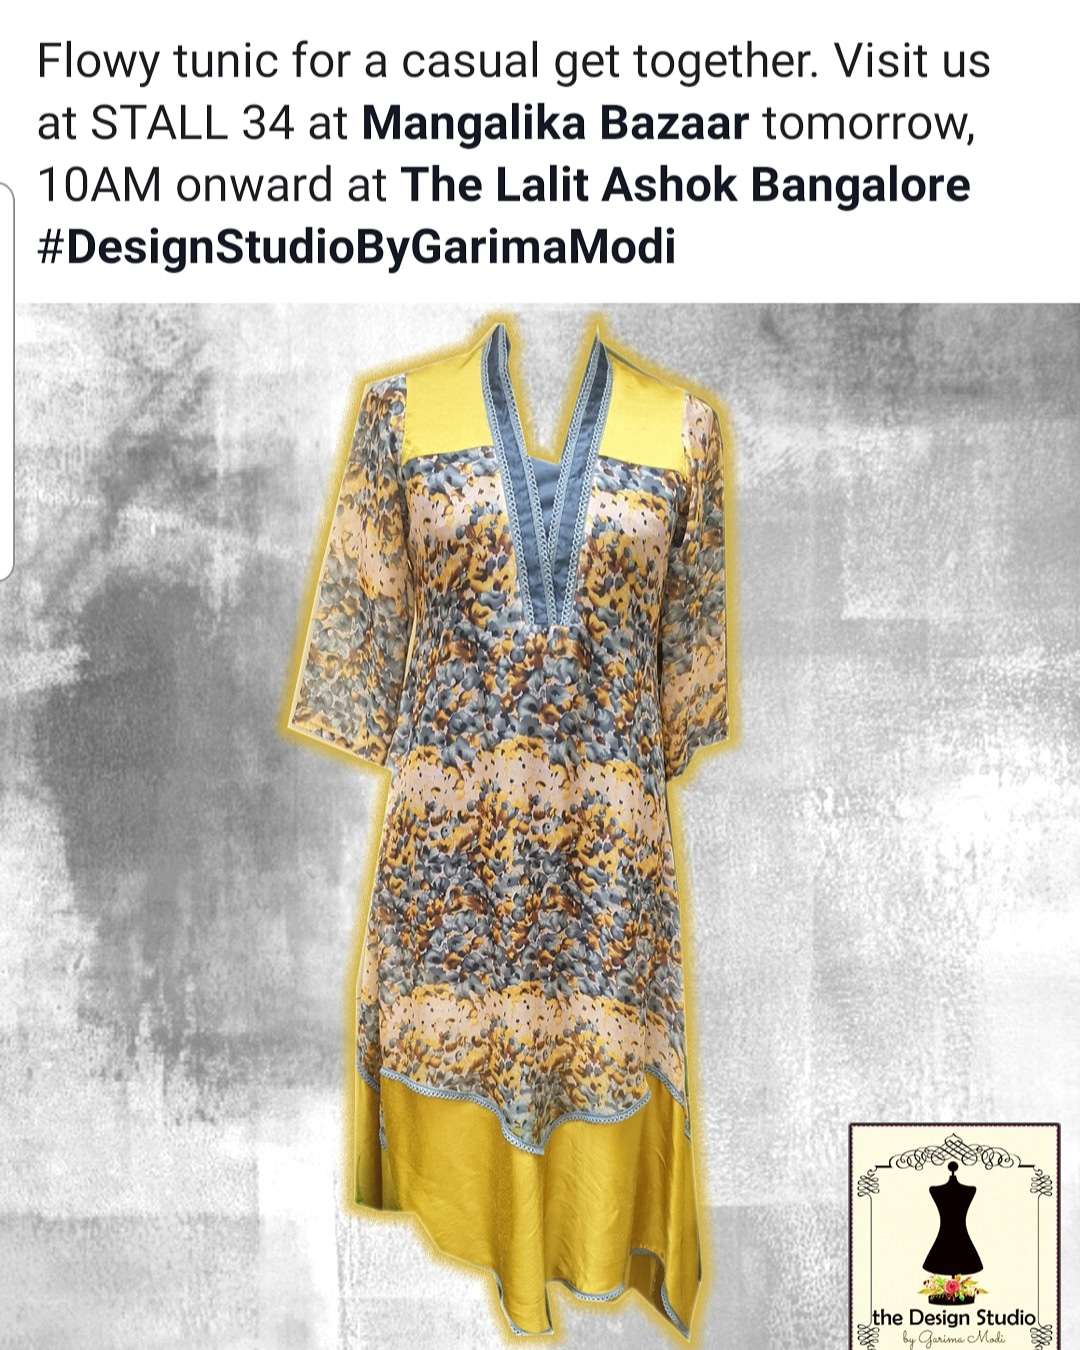 Flowy tunic for a casual get together. Visit us
at STALL 34 at Mangalika Bazaar tomorrow,
10AM onward at The Lalit Ashok Bangalore
#DesignStudioByGarimaModi
the Design Studio
by Garima Modi